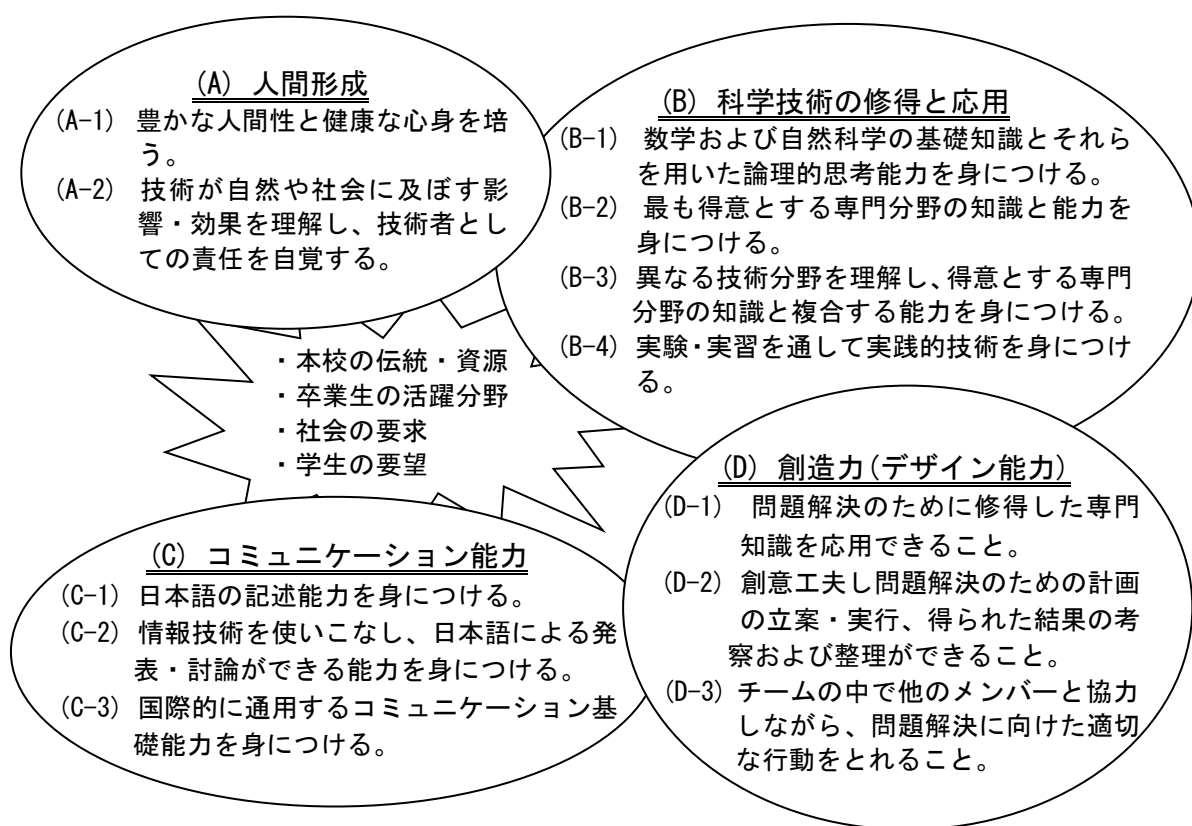 (A) 人間形成
(A-1) 豊かな人間性と健康な心身を培
う。
(A-2) 技術が自然や社会に及ぼす影
響・効果を理解し、技術者とし
ての責任を自覚する。
(B) 科学技術の修得と応用
(B-1) 数学および自然科学の基礎知識とそれら
を用いた論理的思考能力を身につける。
(B-2) 最も得意とする専門分野の知識と能力を
身につける。
(B-3) 異なる技術分野を理解し、得意とする専門
分野の知識と複合する能力を身につける。
(B-4) 実験・実習を通して実践的技術を身につけ
る。
・本校の伝統・資源
・卒業生の活躍分野
・社会の要求
・学生の要望
(C) コミュニケーション能力
(C-1) 日本語の記述能力を身につける。
(C-2) 情報技術を使いこなし、日本語による発
表・討論ができる能力を身につける。
(C-3) 国際的に通用するコミュニケーション基
礎能力を身につける。
(D) 創造力(デザイン能力)
(D-1) 問題解決のために修得した専門
知識を応用できること。
(D-2) 創意工夫し問題解決のための計画
の立案・実行、得られた結果の考
察および整理ができること。
(D-3) チームの中で他のメンバーと協力
しながら、問題解決に向けた適切
な行動をとれること。